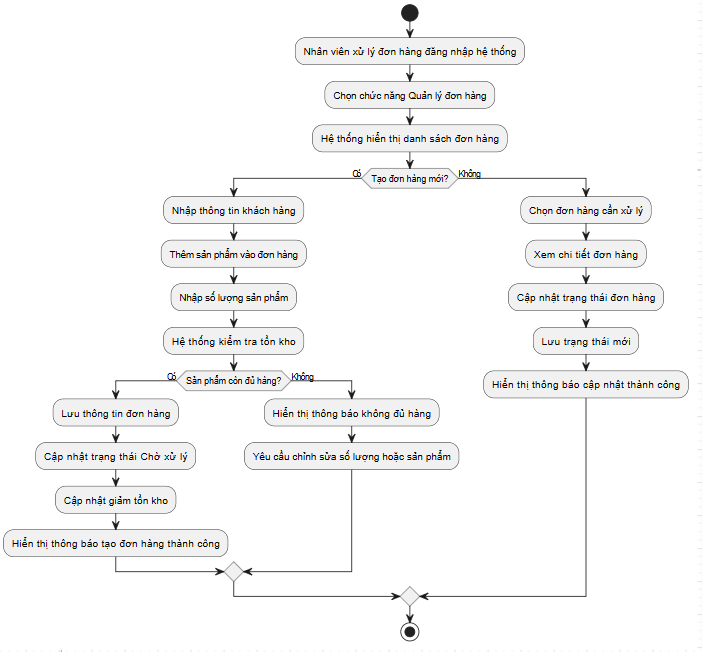 Nhân viên xử lý đơn hàng đăng nhập hệ thống
Chọn chức năng Quản lý đơn hàng
Hệ thống hiển thị danh sách đơn hàng
Có
Tạo đơn hàng mới?
Không
Nhập thông tin khách hàng
Thêm sản phẩm vào đơn hàng
Nhập số lượng sản phẩm
Hệ thống kiểm tra tồn kho
Có
Sản phẩm còn đủ hàng?
Không
Lưu thông tin đơn hàng
Cập nhật trạng thái Chờ xử lý
Cập nhật giảm tồn kho
Hiển thị thông báo tạo đơn hàng thành công
Hiển thị thông báo không đủ hàng
Yêu cầu chỉnh sửa số lượng hoặc sản phẩm
Chọn đơn hàng cần xử lý
Xem chi tiết đơn hàng
Cập nhật trạng thái đơn hàng
Lưu trạng thái mới
Hiển thị thông báo cập nhật thành công